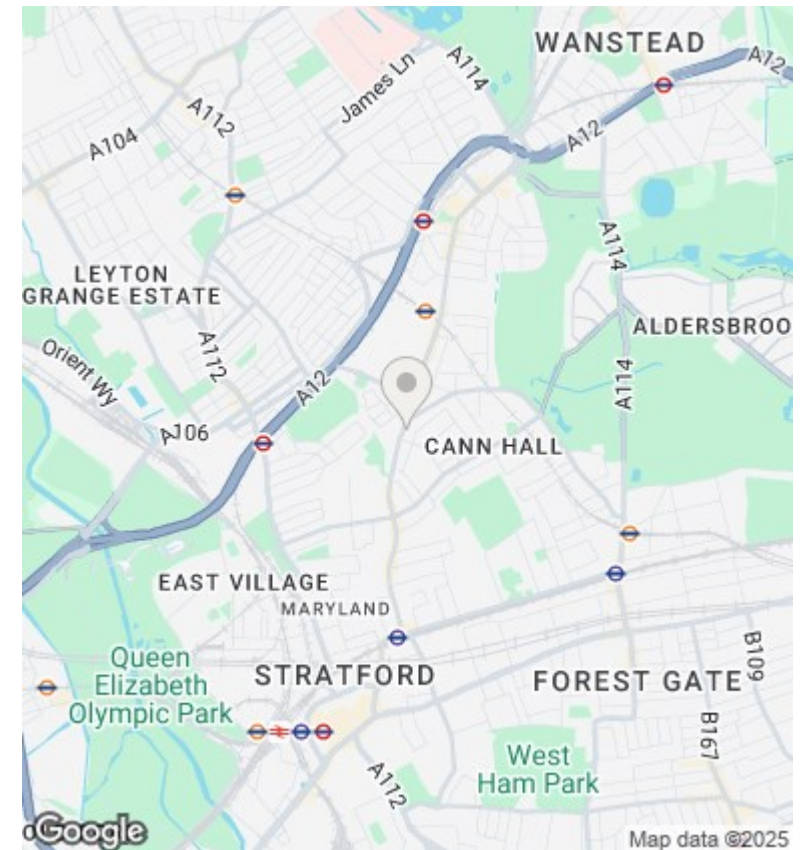 WANSTEAD
A12
A114
James Ln
A112
A104
A12
A114
LEYTON
GRANGE ESTATE
ALDERSBROO
Orient Wy
A112
A12
A114
A106
CANN HALL
EAST VILLAGE
MARYLAND
Queen
Elizabeth
Olympic Park
STRATFORD
FOREST GATE
B109
B167
West
Ham Park
A112
Google
Map data ©2025